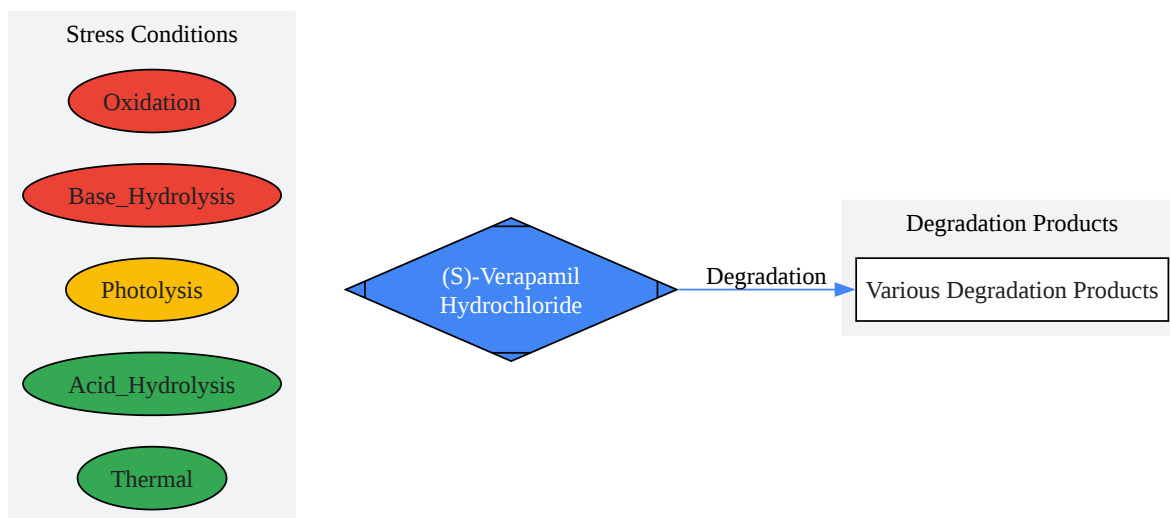 Stress Conditions
Oxidation
Base_Hydrolysis
Photolysis
Acid_Hydrolysis
Thermal
(S)-Verapamil
Hydrochloride
Degradation
Degradation Products
Various Degradation Products